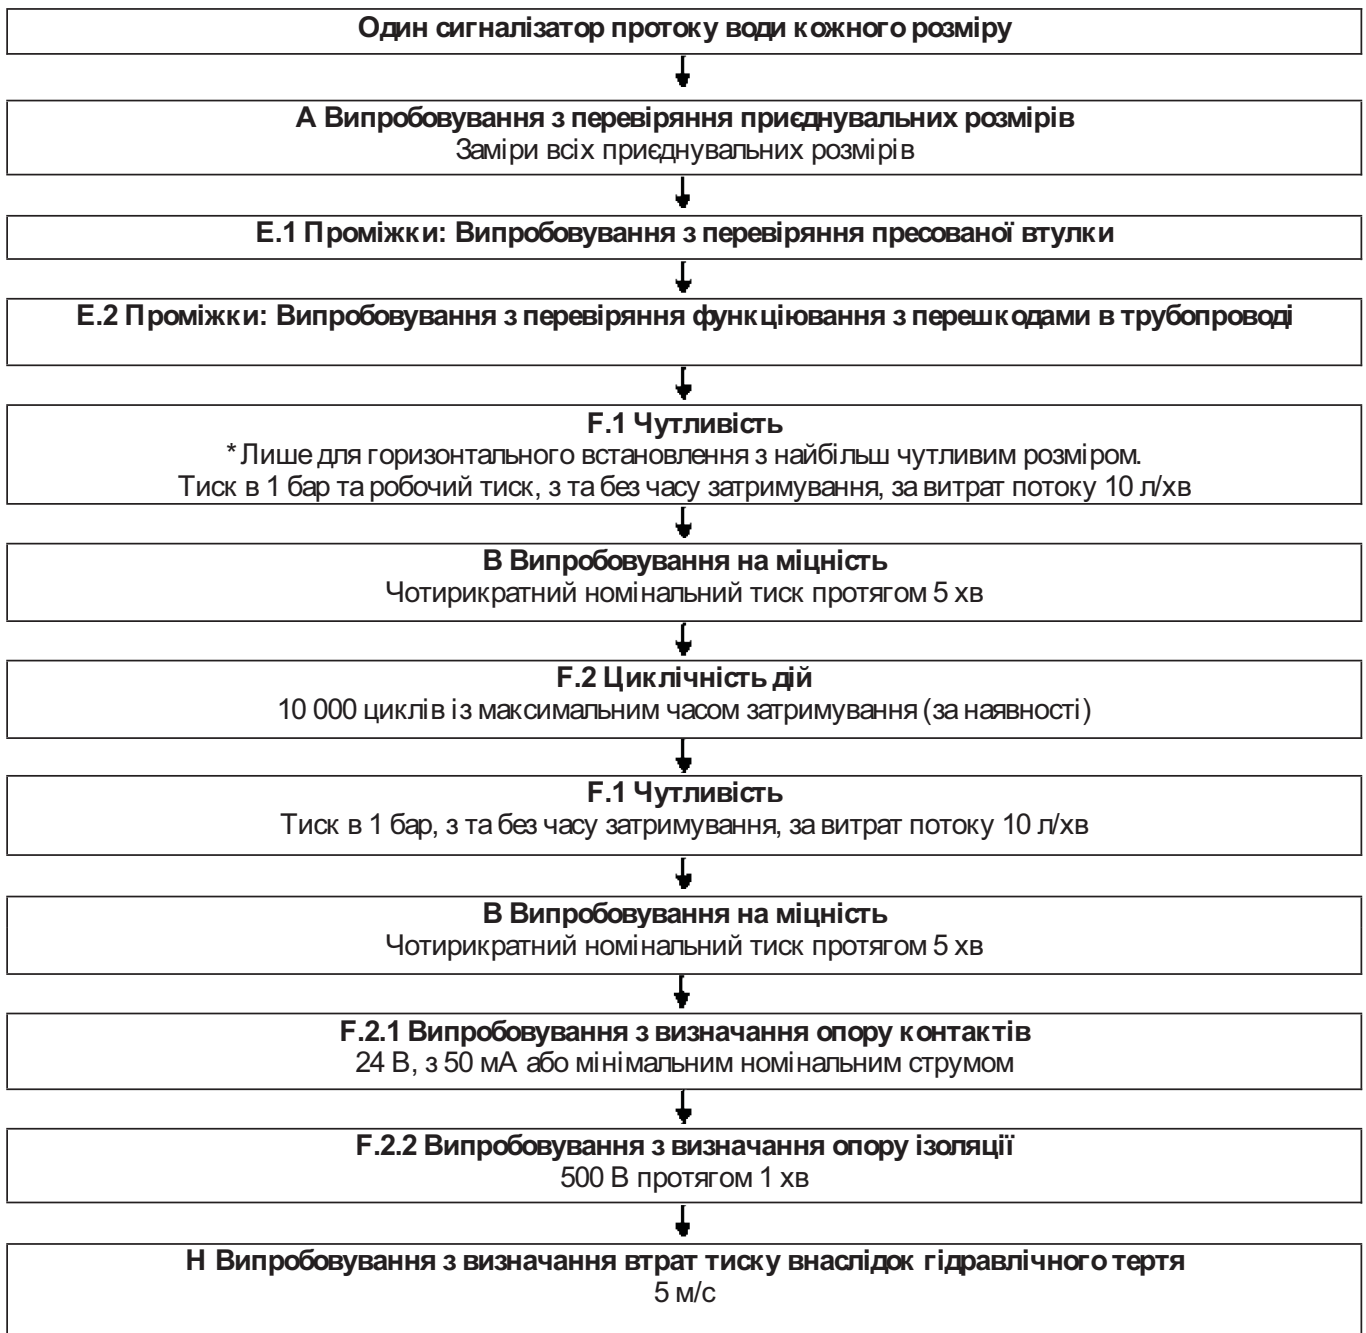 Один сигналізатор протоку води кожного розміру
А Випробовування з перевіряння приєднувальних розмірів
Заміри всіх приєднувальних розмірів
Е.1 Проміжки: Випробовування з перевіряння пресованої втулки
Е.2 Проміжки: Випробовування з перевіряння функціювання з перешкодами в трубопроводі
F.1 Чутливість
* Лише для горизонтального встановлення з найбільш чутливим розміром.
Тиск в 1 бар та робочий тиск, з та без часу затримування, за витрат потоку 10 л/хв
В Випробовування на міцність
Чотирикратний номінальний тиск протягом 5 хв
F.2 Циклічність дій
10 000 циклів із максимальним часом затримування (за наявності)
F.1 Чутливість
Тиск в 1 бар, з та без часу затримування, за витрат потоку 10 л/хв
В Випробовування на міцність
Чотирикратний номінальний тиск протягом 5 хв
F.2.1 Випробовування з визначання опору контактів
24 В, з 50 мА або мінімальним номінальним струмом
F.2.2 Випробовування з визначання опору ізоляції
500 В протягом 1 хв
Н Випробовування з визначання втрат тиску внаслідок гідравлічного тертя
5 м/с